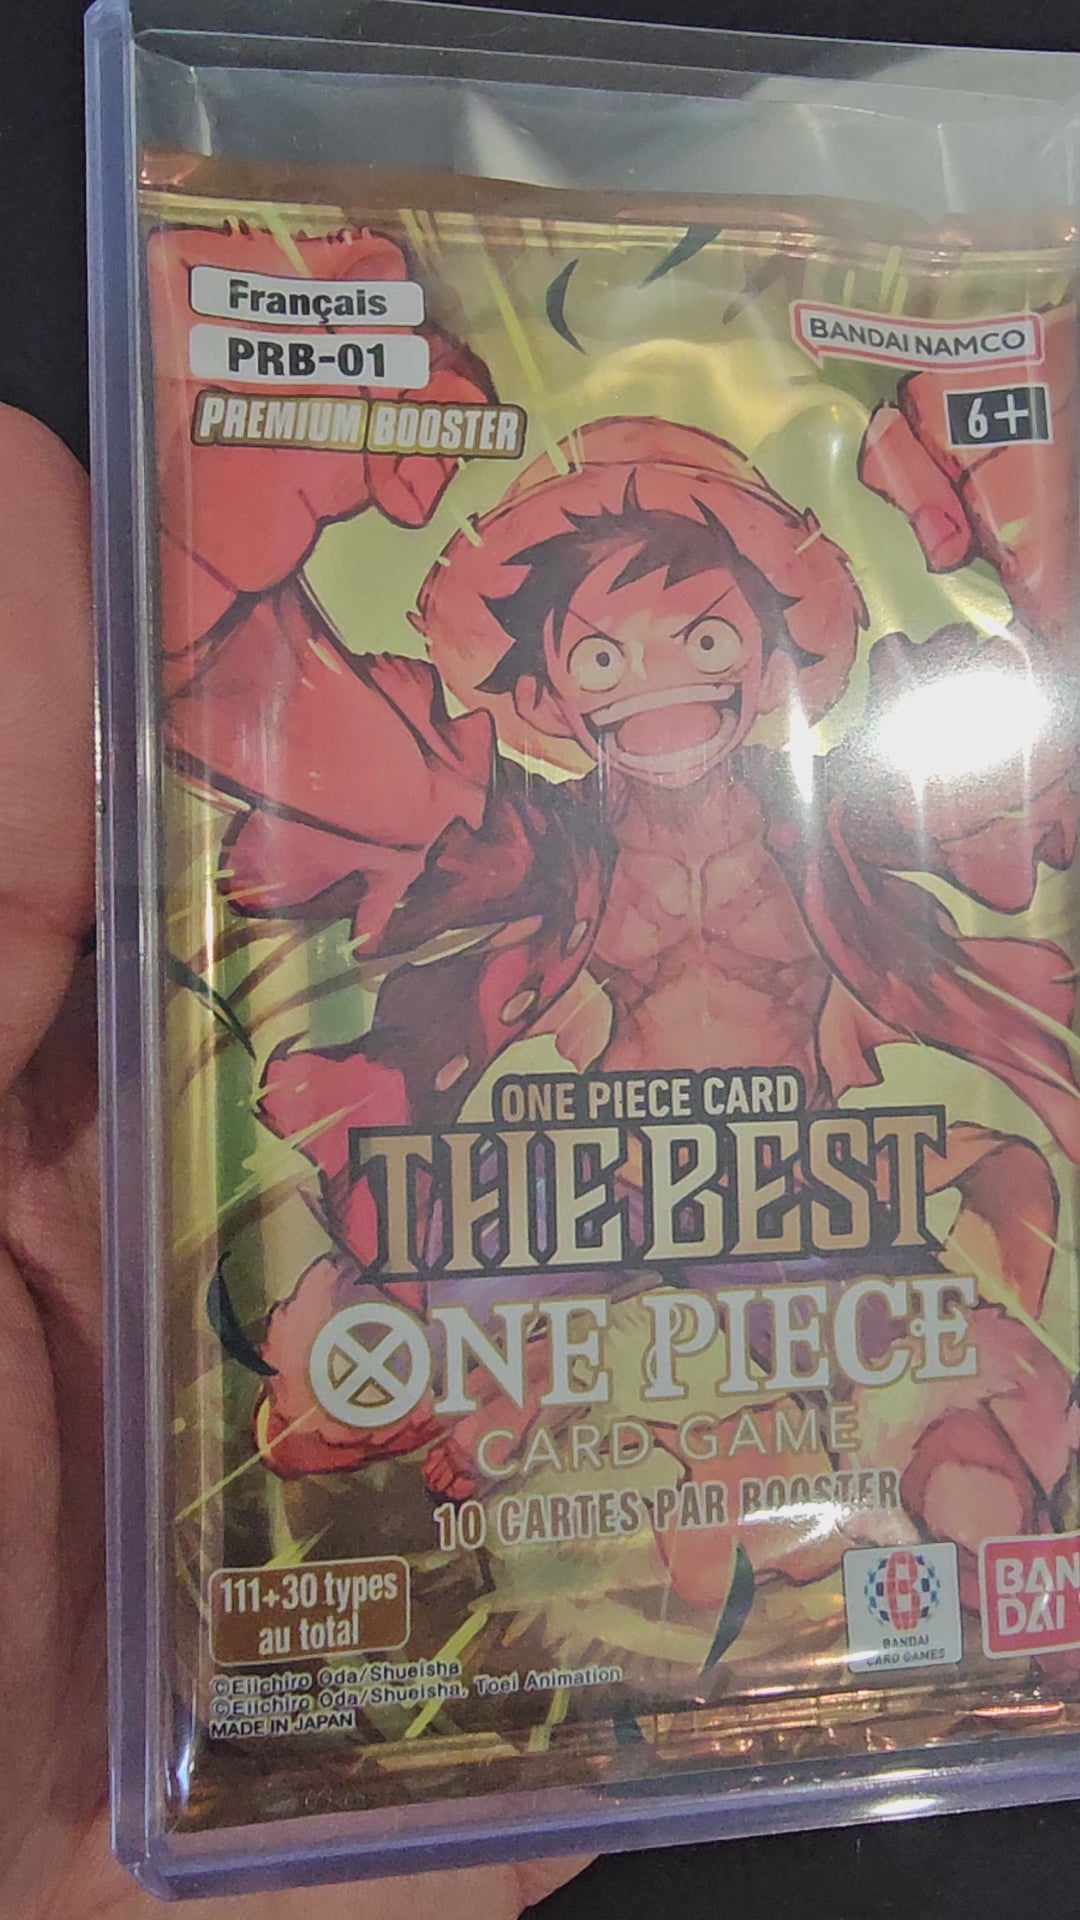 Français
PRB-01
PREMIUM BOOSTER
BANDAI NAMCO
6+
ONE PIECE CARD
THE BEST
ONE PIECE
CARD GAME
10 CARTES PAR BOOSTER
111+30 types
au total
BANDAI
CARD GAMES
BAN
DAI
©Eiichiro Oda/Shueisha
©Eiichiro Oda/Shueisha, Toei Animation
MADE IN JAPAN